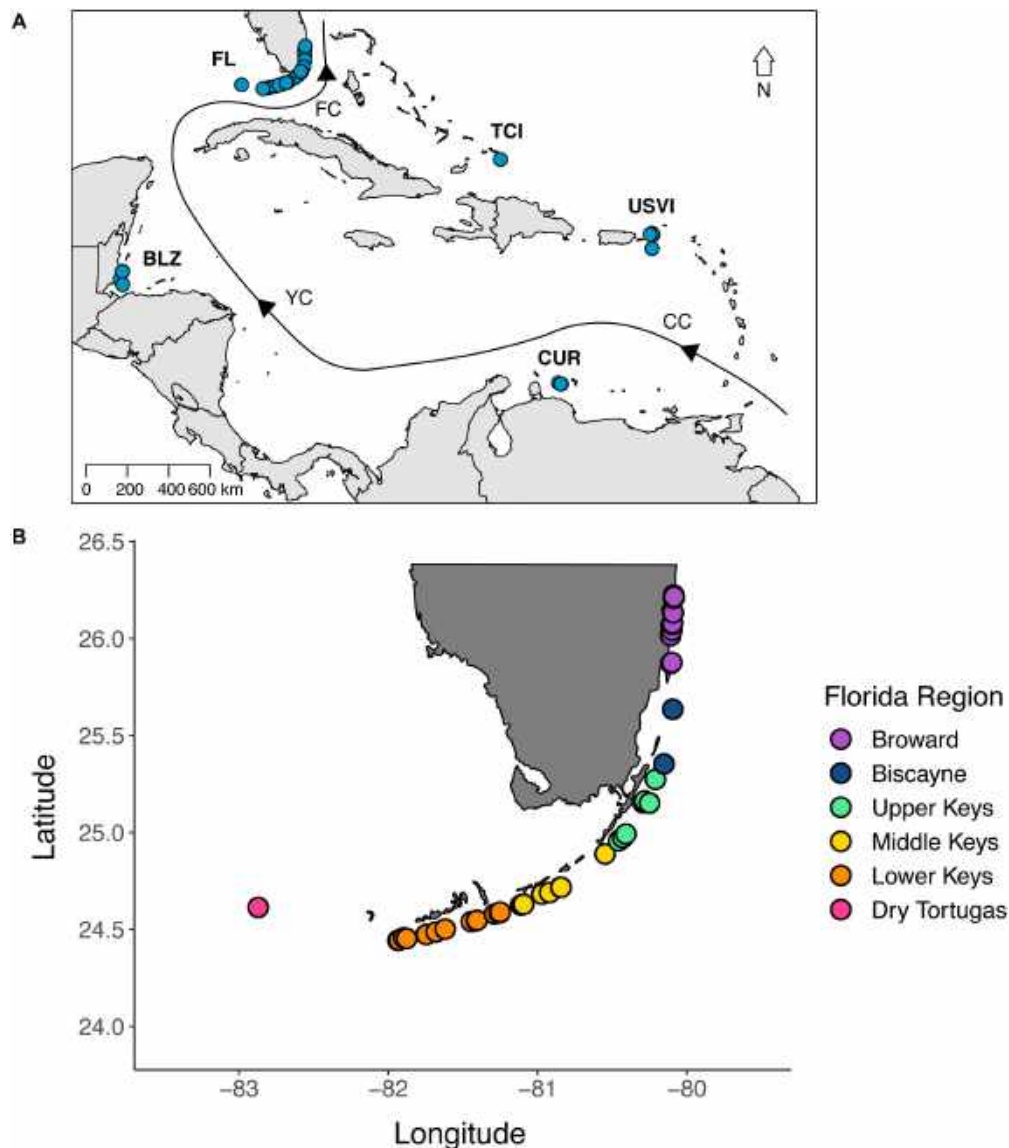 A
FL
FC
N
TCI
USVI
BLZ
YC
CC
CUR
0 200 400 600 km
B
26.5
26.0
25.5
25.0
24.5
24.0
Latitude
−83 −82 −81 −80
Longitude
Florida Region
Broward
Biscayne
Upper Keys
Middle Keys
Lower Keys
Dry Tortugas